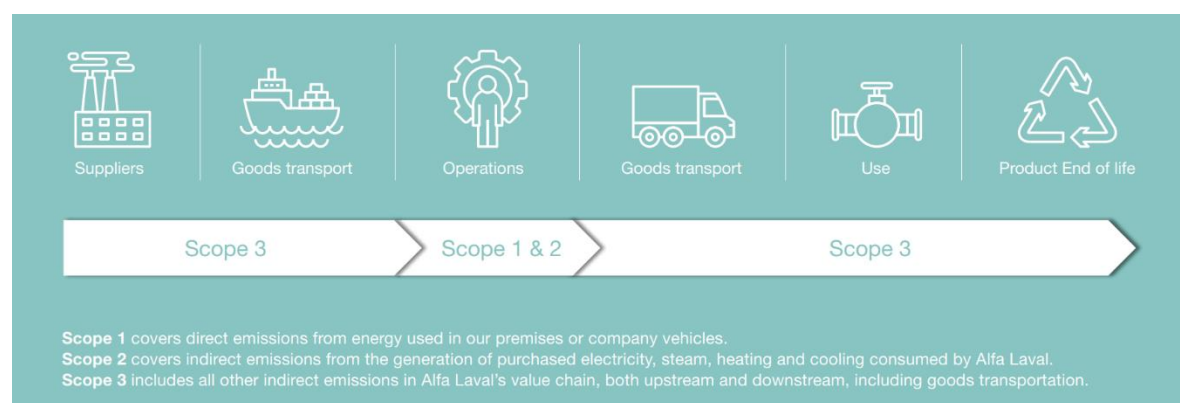 Suppliers
Goods transport
Operations
Goods transport
Use
Product End of life
Scope 3
Scope 1 & 2
Scope 3
Scope 1 covers direct emissions from energy used in our premises or company vehicles.
Scope 2 covers indirect emissions from the generation of purchased electricity, steam, heating and cooling consumed by Alfa Laval.
Scope 3 includes all other indirect emissions in Alfa Laval's value chain, both upstream and downstream, including goods transportation.